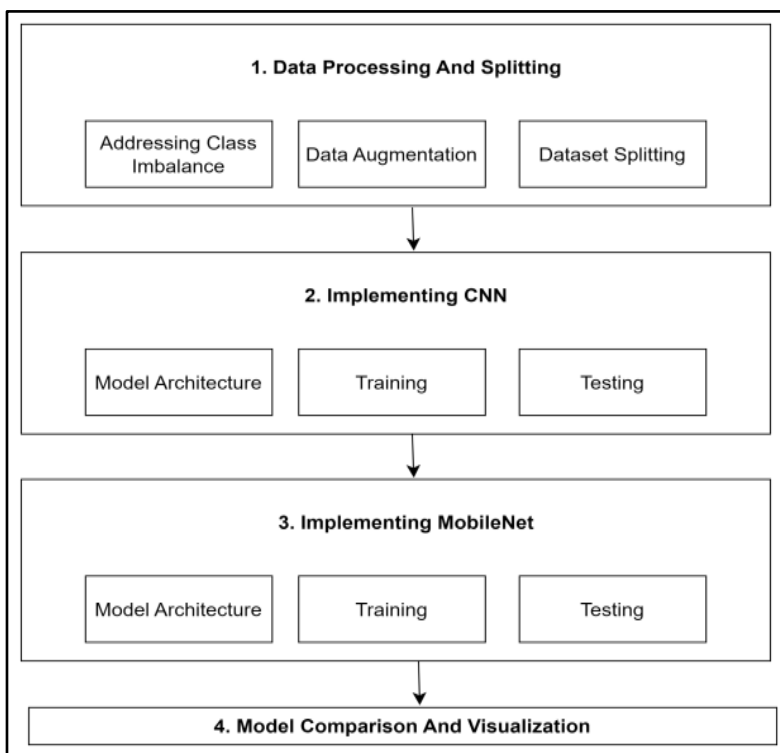 1. Data Processing And Splitting
Addressing Class
Imbalance
Data Augmentation
Dataset Splitting
2. Implementing CNN
Model Architecture
Training
Testing
3. Implementing MobileNet
Model Architecture
Training
Testing
4. Model Comparison And Visualization